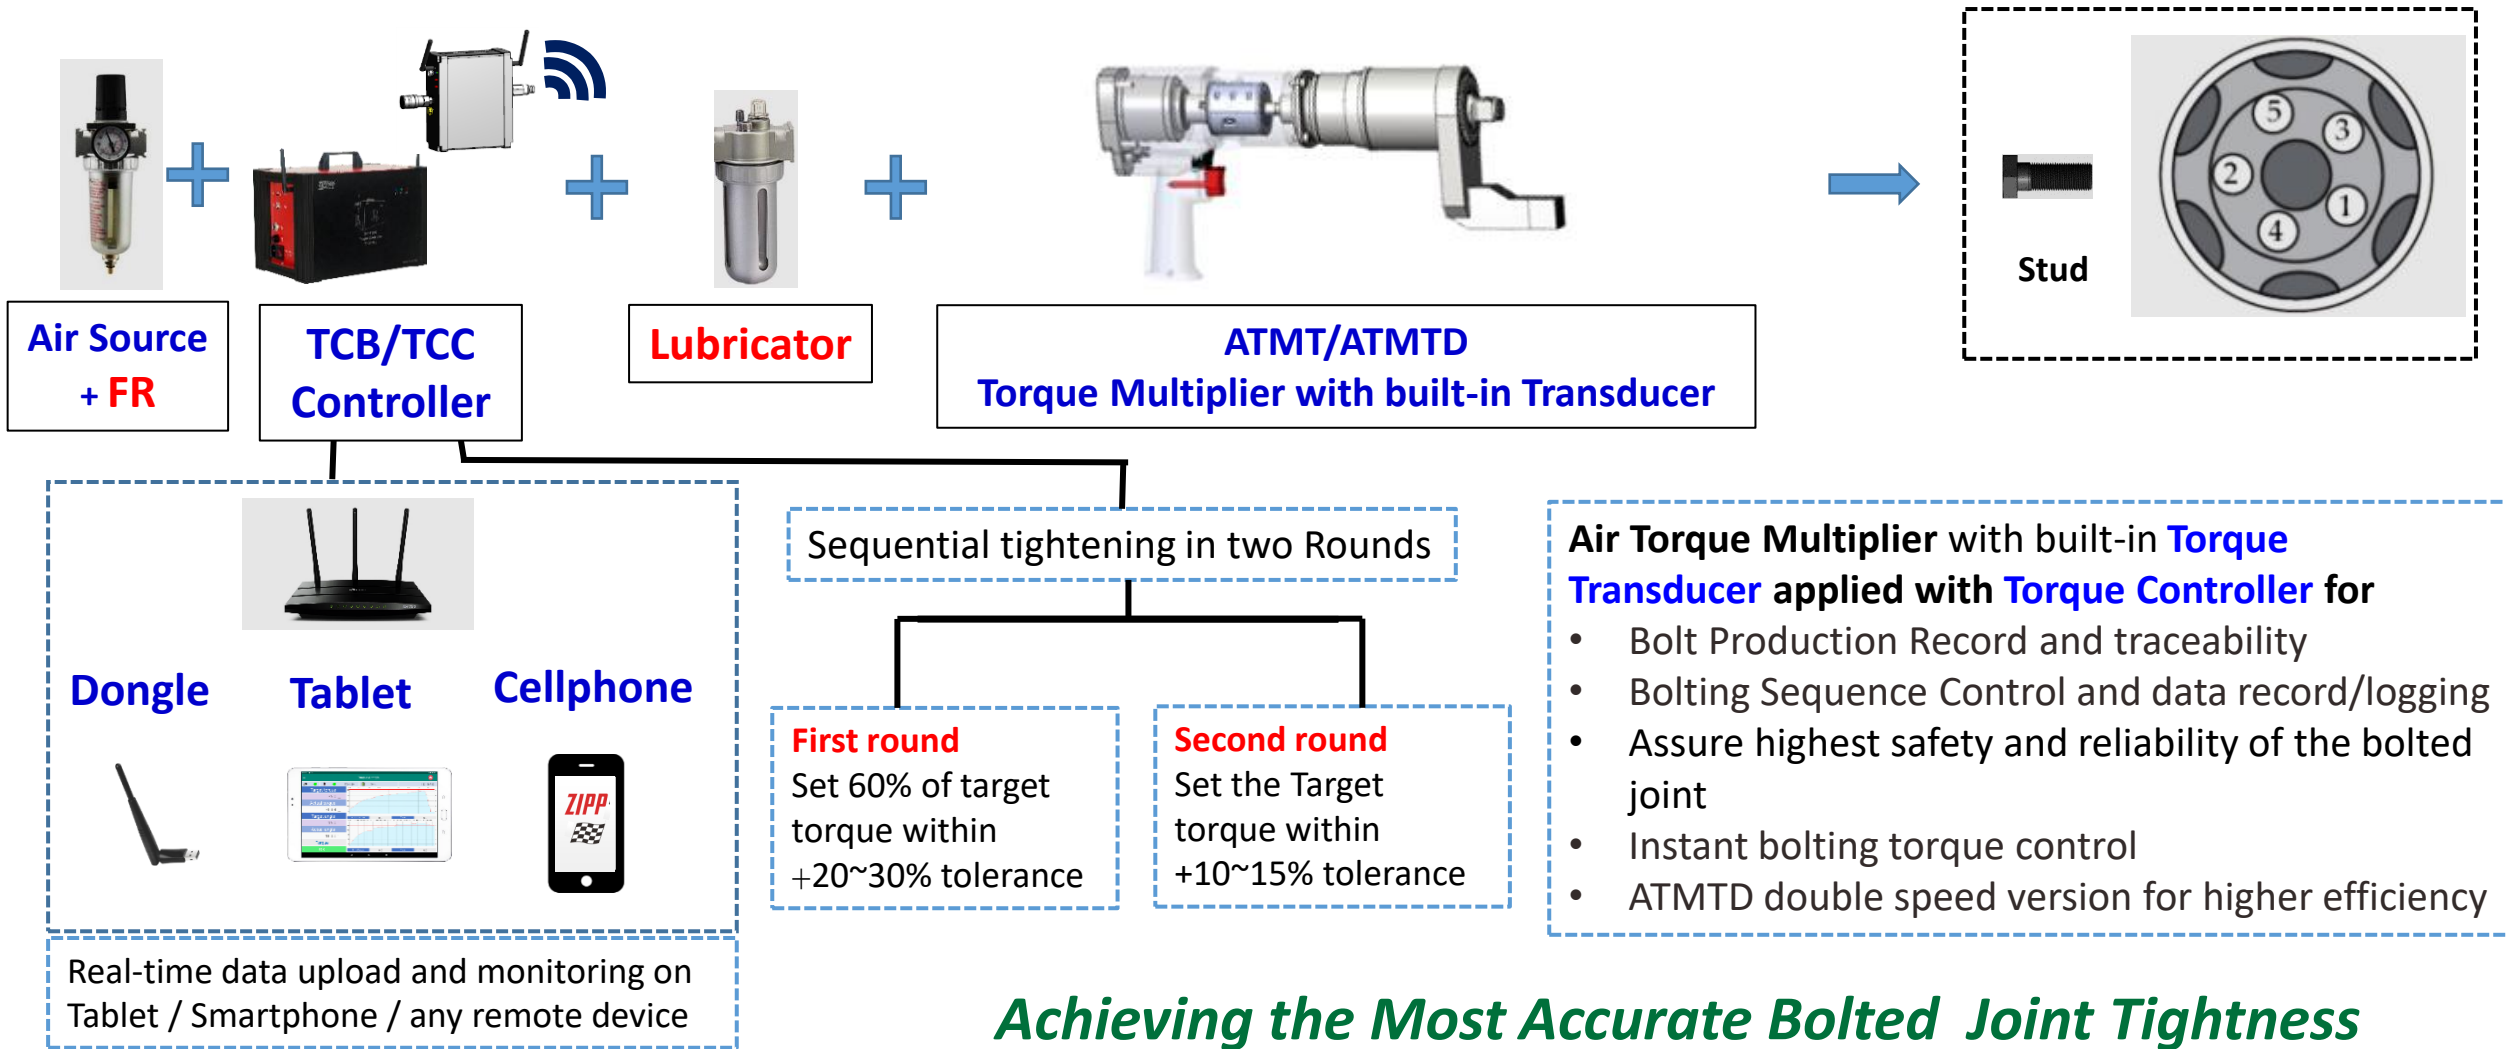 5
3
2
1
4
Stud
Air Source
+ FR
TCB/TCC
Controller
Lubricator
ATMT/ATMTD
Torque Multiplier with built-in Transducer
Sequential tightening in two Rounds
Dongle
Tablet
Cellphone
ZIPP
First round
Set 60% of target
torque within
+20~30% tolerance
Second round
Set the Target
torque within
+10~15% tolerance
Air Torque Multiplier with built-in Torque
Transducer applied with Torque Controller for
• Bolt Production Record and traceability
• Bolting Sequence Control and data record/logging
• Assure highest safety and reliability of the bolted
joint
• Instant bolting torque control
• ATMTD double speed version for higher efficiency
Real-time data upload and monitoring on
Tablet / Smartphone / any remote device
Achieving the Most Accurate Bolted Joint Tightness